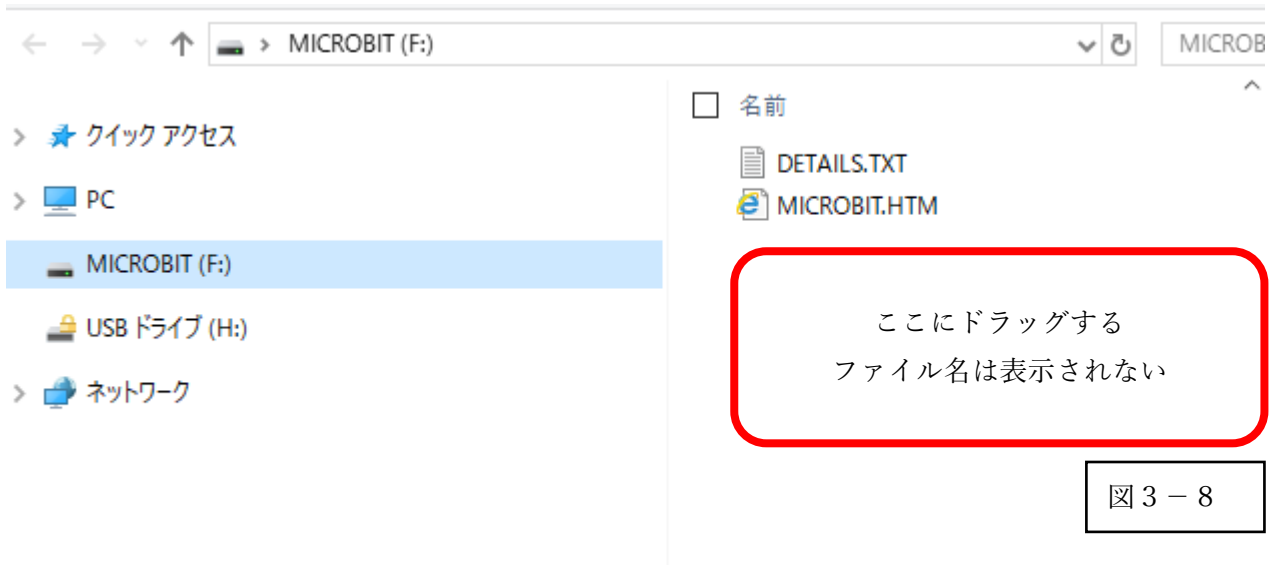 MICROBIT (F:)
MICROB
クイック アクセス
PC
MICROBIT (F:)
USB ドライブ (H:)
ネットワーク
名前
DETAILS.TXT
MICROBIT.HTM
ここにドラッグする
ファイル名は表示されない
図3－8